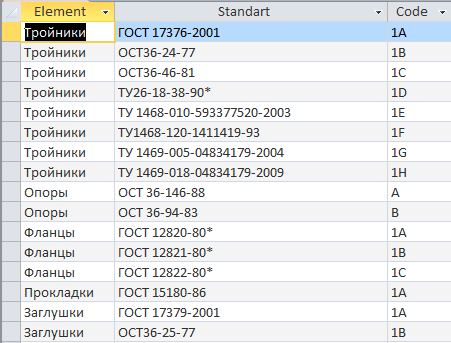 Element Standart Code
Тройники ГОСТ 17376-2001 1A
Тройники ОСТ36-24-77 1B
Тройники ОСТ36-46-81 1C
Тройники ТУ26-18-38-90* 1D
Тройники ТУ 1468-010-593377520-2003 1E
Тройники ТУ1468-120-1411419-93 1F
Тройники ТУ 1469-005-04834179-2004 1G
Тройники ТУ 1469-018-04834179-2009 1H
Опоры ОСТ 36-146-88 A
Опоры ОСТ 36-94-83 B
Фланцы ГОСТ 12820-80* 1A
Фланцы ГОСТ 12821-80* 1B
Фланцы ГОСТ 12822-80* 1C
Прокладки ГОСТ 15180-86 1A
Заглушки ГОСТ 17379-2001 1A
Заглушки ОСТ36-25-77 1B